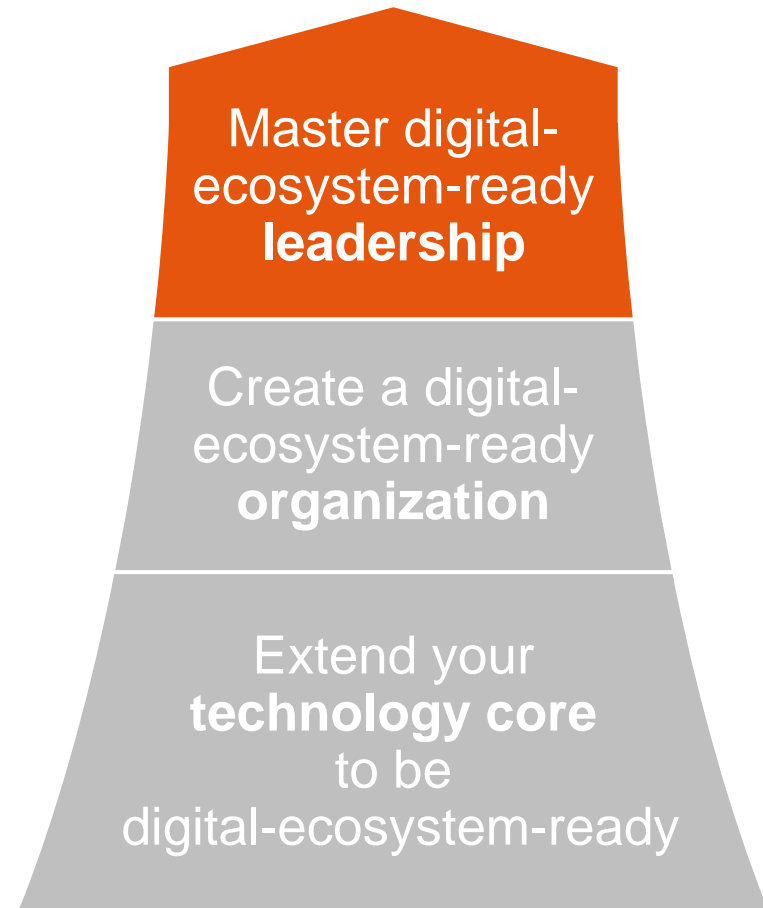 Master digital-
ecosystem-ready
leadership
Create a digital-
ecosystem-ready
organization
Extend your
technology core
to be
digital-ecosystem-ready